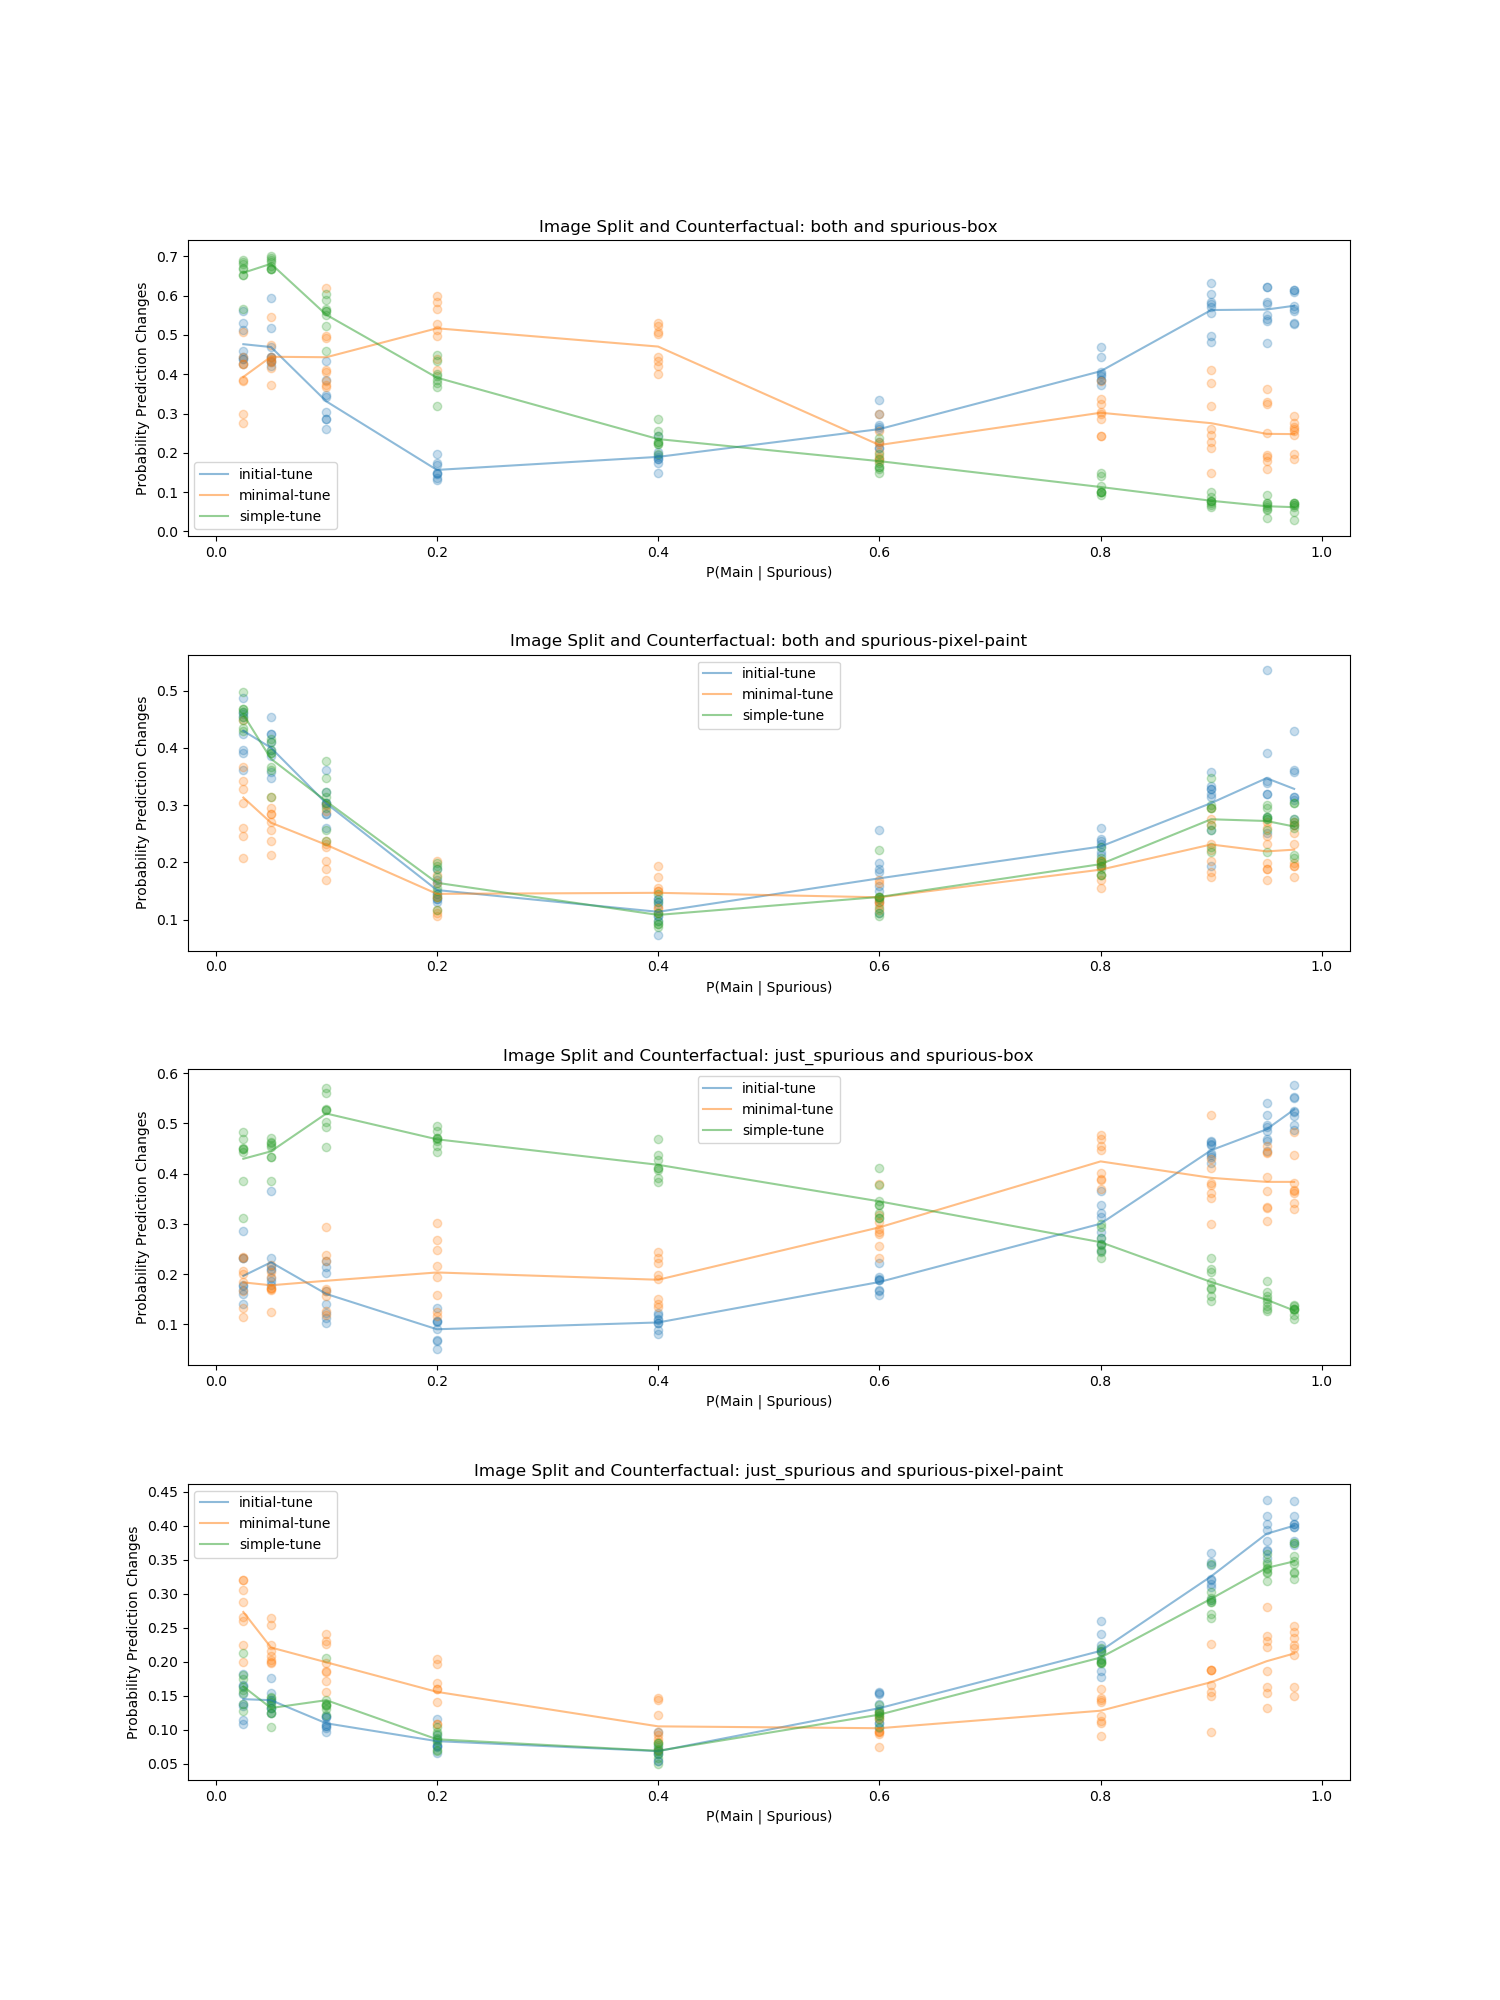 Image Split and Counterfactual: both and spurious-box
Probability Prediction Changes
0.7
0.6
0.5
0.4
0.3
0.2
0.1
0.0
initial-tune
minimal-tune
simple-tune
0.0 0.2 0.4 0.6 0.8 1.0
P(Main | Spurious)
Image Split and Counterfactual: both and spurious-pixel-paint
Probability Prediction Changes
0.5
0.4
0.3
0.2
0.1
initial-tune
minimal-tune
simple-tune
0.0 0.2 0.4 0.6 0.8 1.0
P(Main | Spurious)
Image Split and Counterfactual: just_spurious and spurious-box
Probability Prediction Changes
0.6
0.5
0.4
0.3
0.2
0.1
initial-tune
minimal-tune
simple-tune
0.0 0.2 0.4 0.6 0.8 1.0
P(Main | Spurious)
Image Split and Counterfactual: just_spurious and spurious-pixel-paint
Probability Prediction Changes
0.45
0.40
0.35
0.30
0.25
0.20
0.15
0.10
0.05
initial-tune
minimal-tune
simple-tune
0.0 0.2 0.4 0.6 0.8 1.0
P(Main | Spurious)